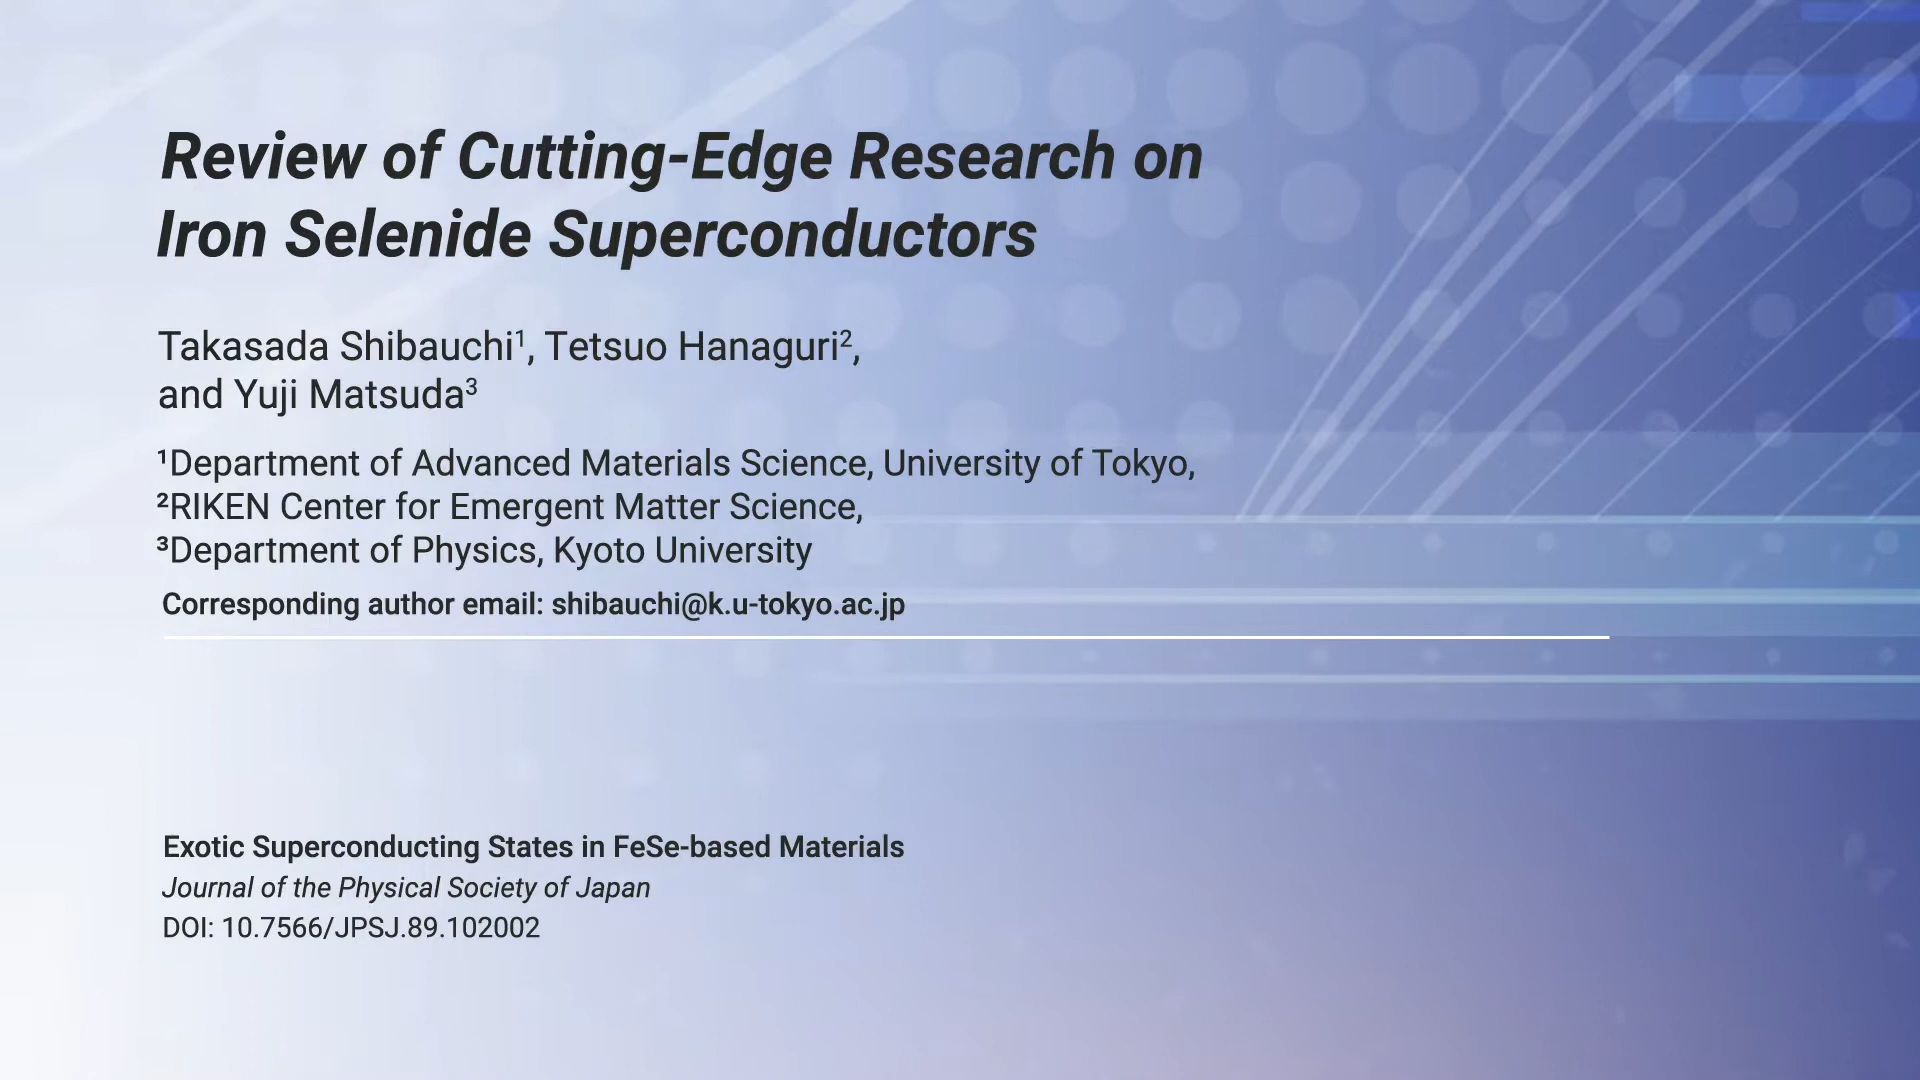 Review of Cutting-Edge Research on
Iron Selenide Superconductors
Takasada Shibauchi¹, Tetsuo Hanaguri²,
and Yuji Matsuda³
¹Department of Advanced Materials Science, University of Tokyo,
²RIKEN Center for Emergent Matter Science,
³Department of Physics, Kyoto University
Corresponding author email: shibauchi@k.u-tokyo.ac.jp
Exotic Superconducting States in FeSe-based Materials
Journal of the Physical Society of Japan
DOI: 10.7566/JPSJ.89.102002